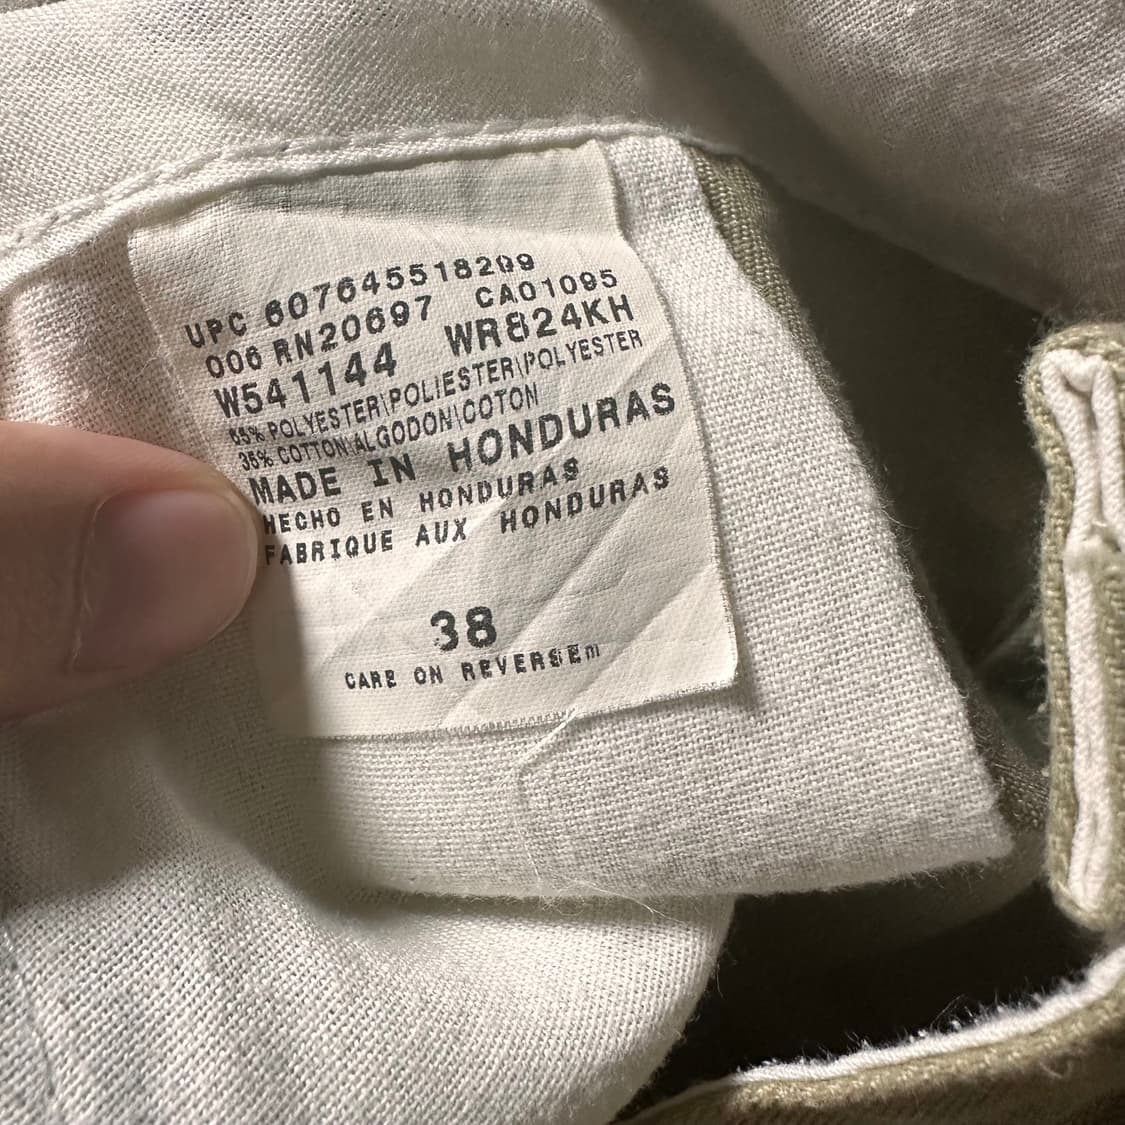 UPC 607645518299
006 RN20697 CA01095
W541144 WR824KH
65% POLYESTER\POLIESTER\POLYESTER
35% COTTON\ALGODON\COTON
MADE IN HONDURAS
HECHO EN HONDURAS
FABRIQUE AUX HONDURAS
38
CARE ON REVERSE